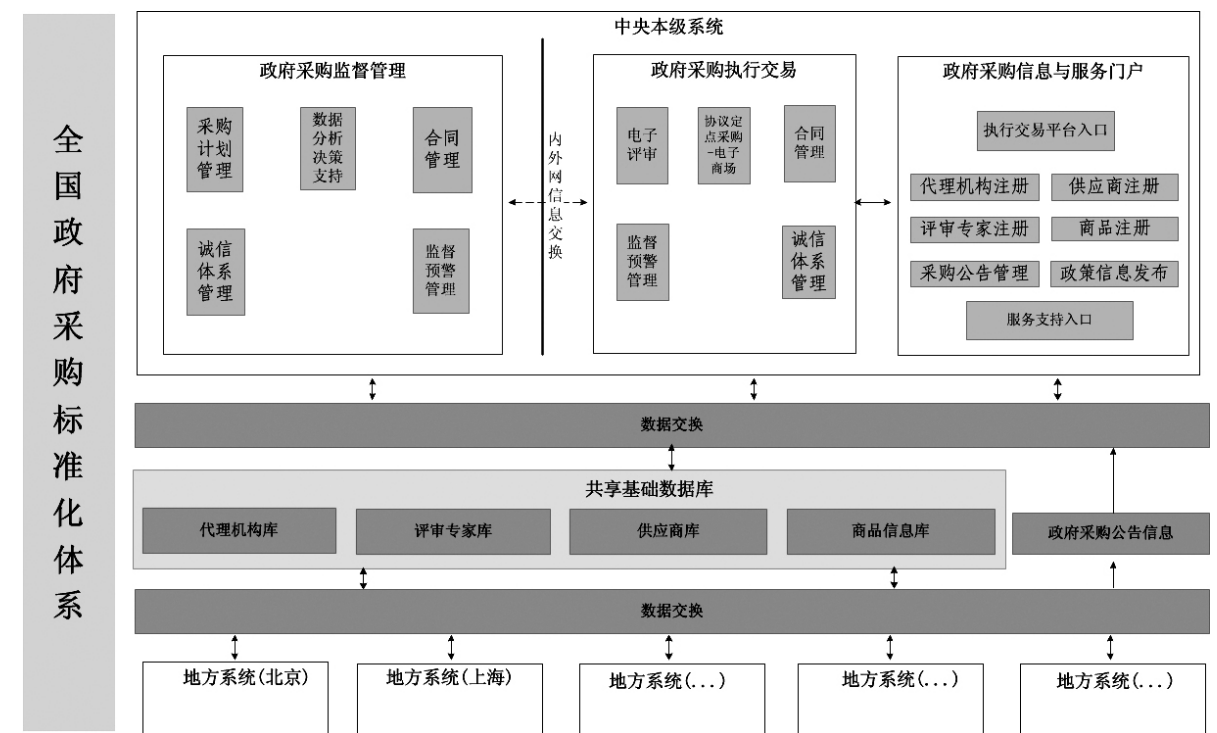 全国政府采购标准化体系
中央本级系统
政府采购监督管理
采购
计划
管理
数据
分析
决策
支持
合同
管理
诚信
体系
管理
监督
预警
管理
内外网信息交换
政府采购执行交易
电子
评审
协议定
点采购
-电子
商场
合同
管理
监督
预警
管理
诚信
体系
管理
政府采购信息与服务门户
执行交易平台入口
代理机构注册
供应商注册
评审专家注册
商品注册
采购公告管理
政策信息发布
服务支持入口
数据交换
共享基础数据库
代理机构库
评审专家库
供应商库
商品信息库
政府采购公告信息
数据交换
地方系统(北京)
地方系统(上海)
地方系统(...)
地方系统(...)
地方系统(...)